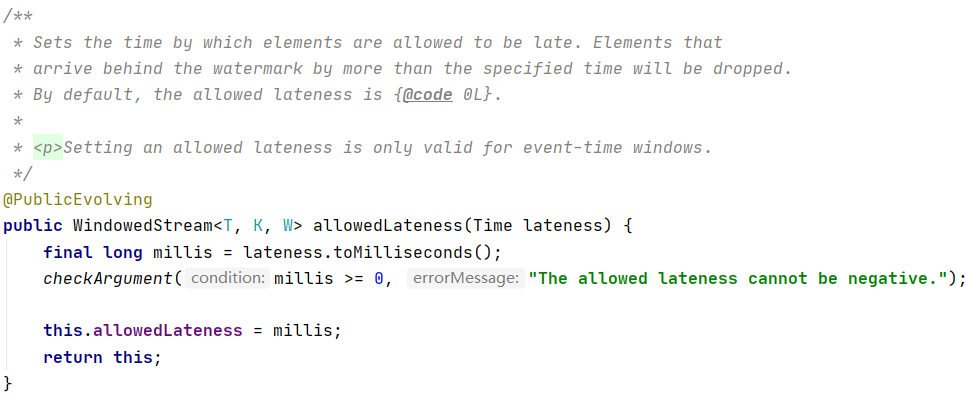 /**
 * Sets the time by which elements are allowed to be late. Elements that
 * arrive behind the watermark by more than the specified time will be dropped.
 * By default, the allowed lateness is {@code 0L}.
 *
 * <p>Setting an allowed lateness is only valid for event-time windows.
 */
@PublicEvolving
public WindowedStream<T, K, W> allowedLateness(Time lateness) {
    final long millis = lateness.toMilliseconds();
    checkArgument( condition: millis >= 0, errorMessage: "The allowed lateness cannot be negative.");

    this.allowedLateness = millis;
    return this;
}